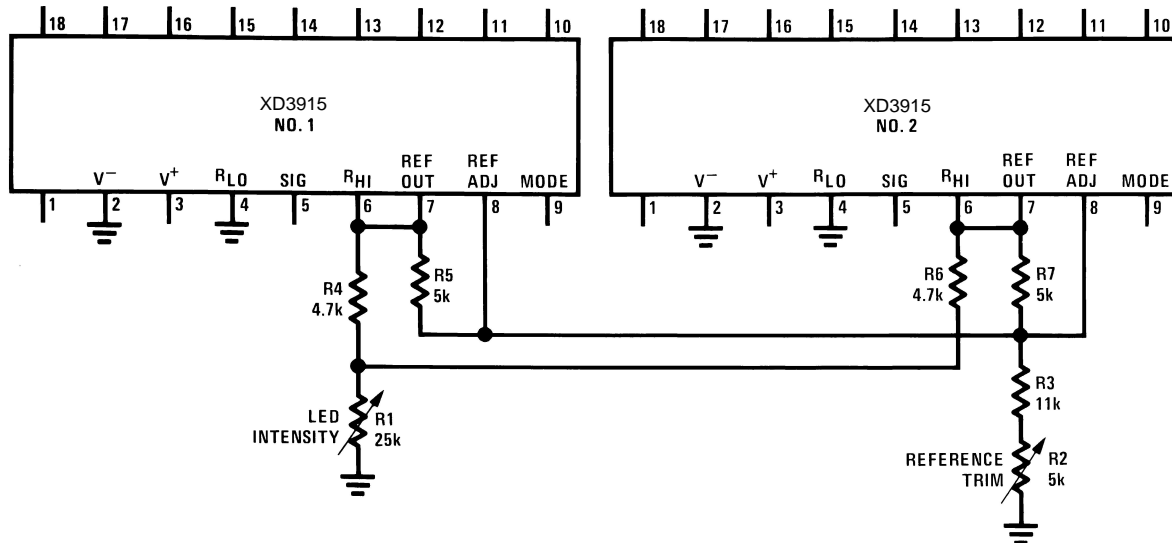 18 17 16 15 14 13 12 11 10
18 17 16 15 14 13 12 11 10
XD3915
NO. 1
XD3915
NO. 2
V− V+ RLO SIG RHI REF OUT REF ADJ MODE
V− V+ RLO SIG RHI REF OUT REF ADJ MODE
1 2 3 4 5 6 7 8 9
1 2 3 4 5 6 7 8 9
R4
4.7k
R5
5k
R6
4.7k
R7
5k
LED
INTENSITY
R1
25k
R3
11k
REFERENCE
TRIM
R2
5k